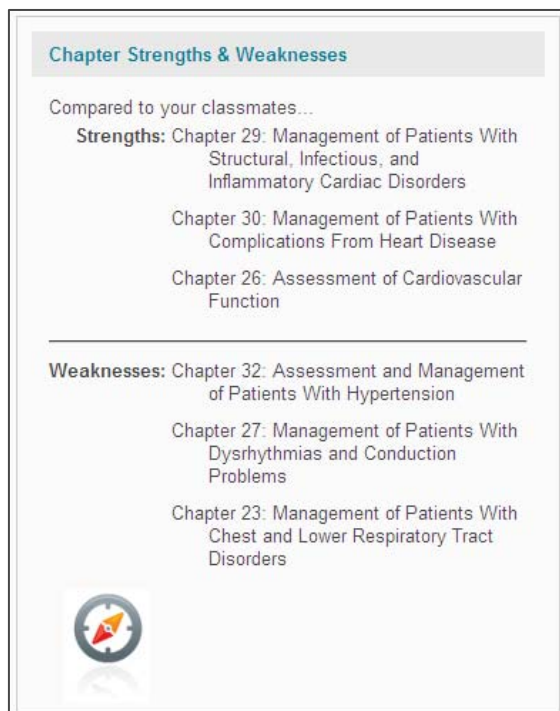 Chapter Strengths & Weaknesses
Compared to your classmates...
Strengths: Chapter 29: Management of Patients With
Structural, Infectious, and
Inflammatory Cardiac Disorders
Chapter 30: Management of Patients With
Complications From Heart Disease
Chapter 26: Assessment of Cardiovascular
Function
Weaknesses: Chapter 32: Assessment and Management
of Patients With Hypertension
Chapter 27: Management of Patients With
Dysrhythmias and Conduction
Problems
Chapter 23: Management of Patients With
Chest and Lower Respiratory Tract
Disorders